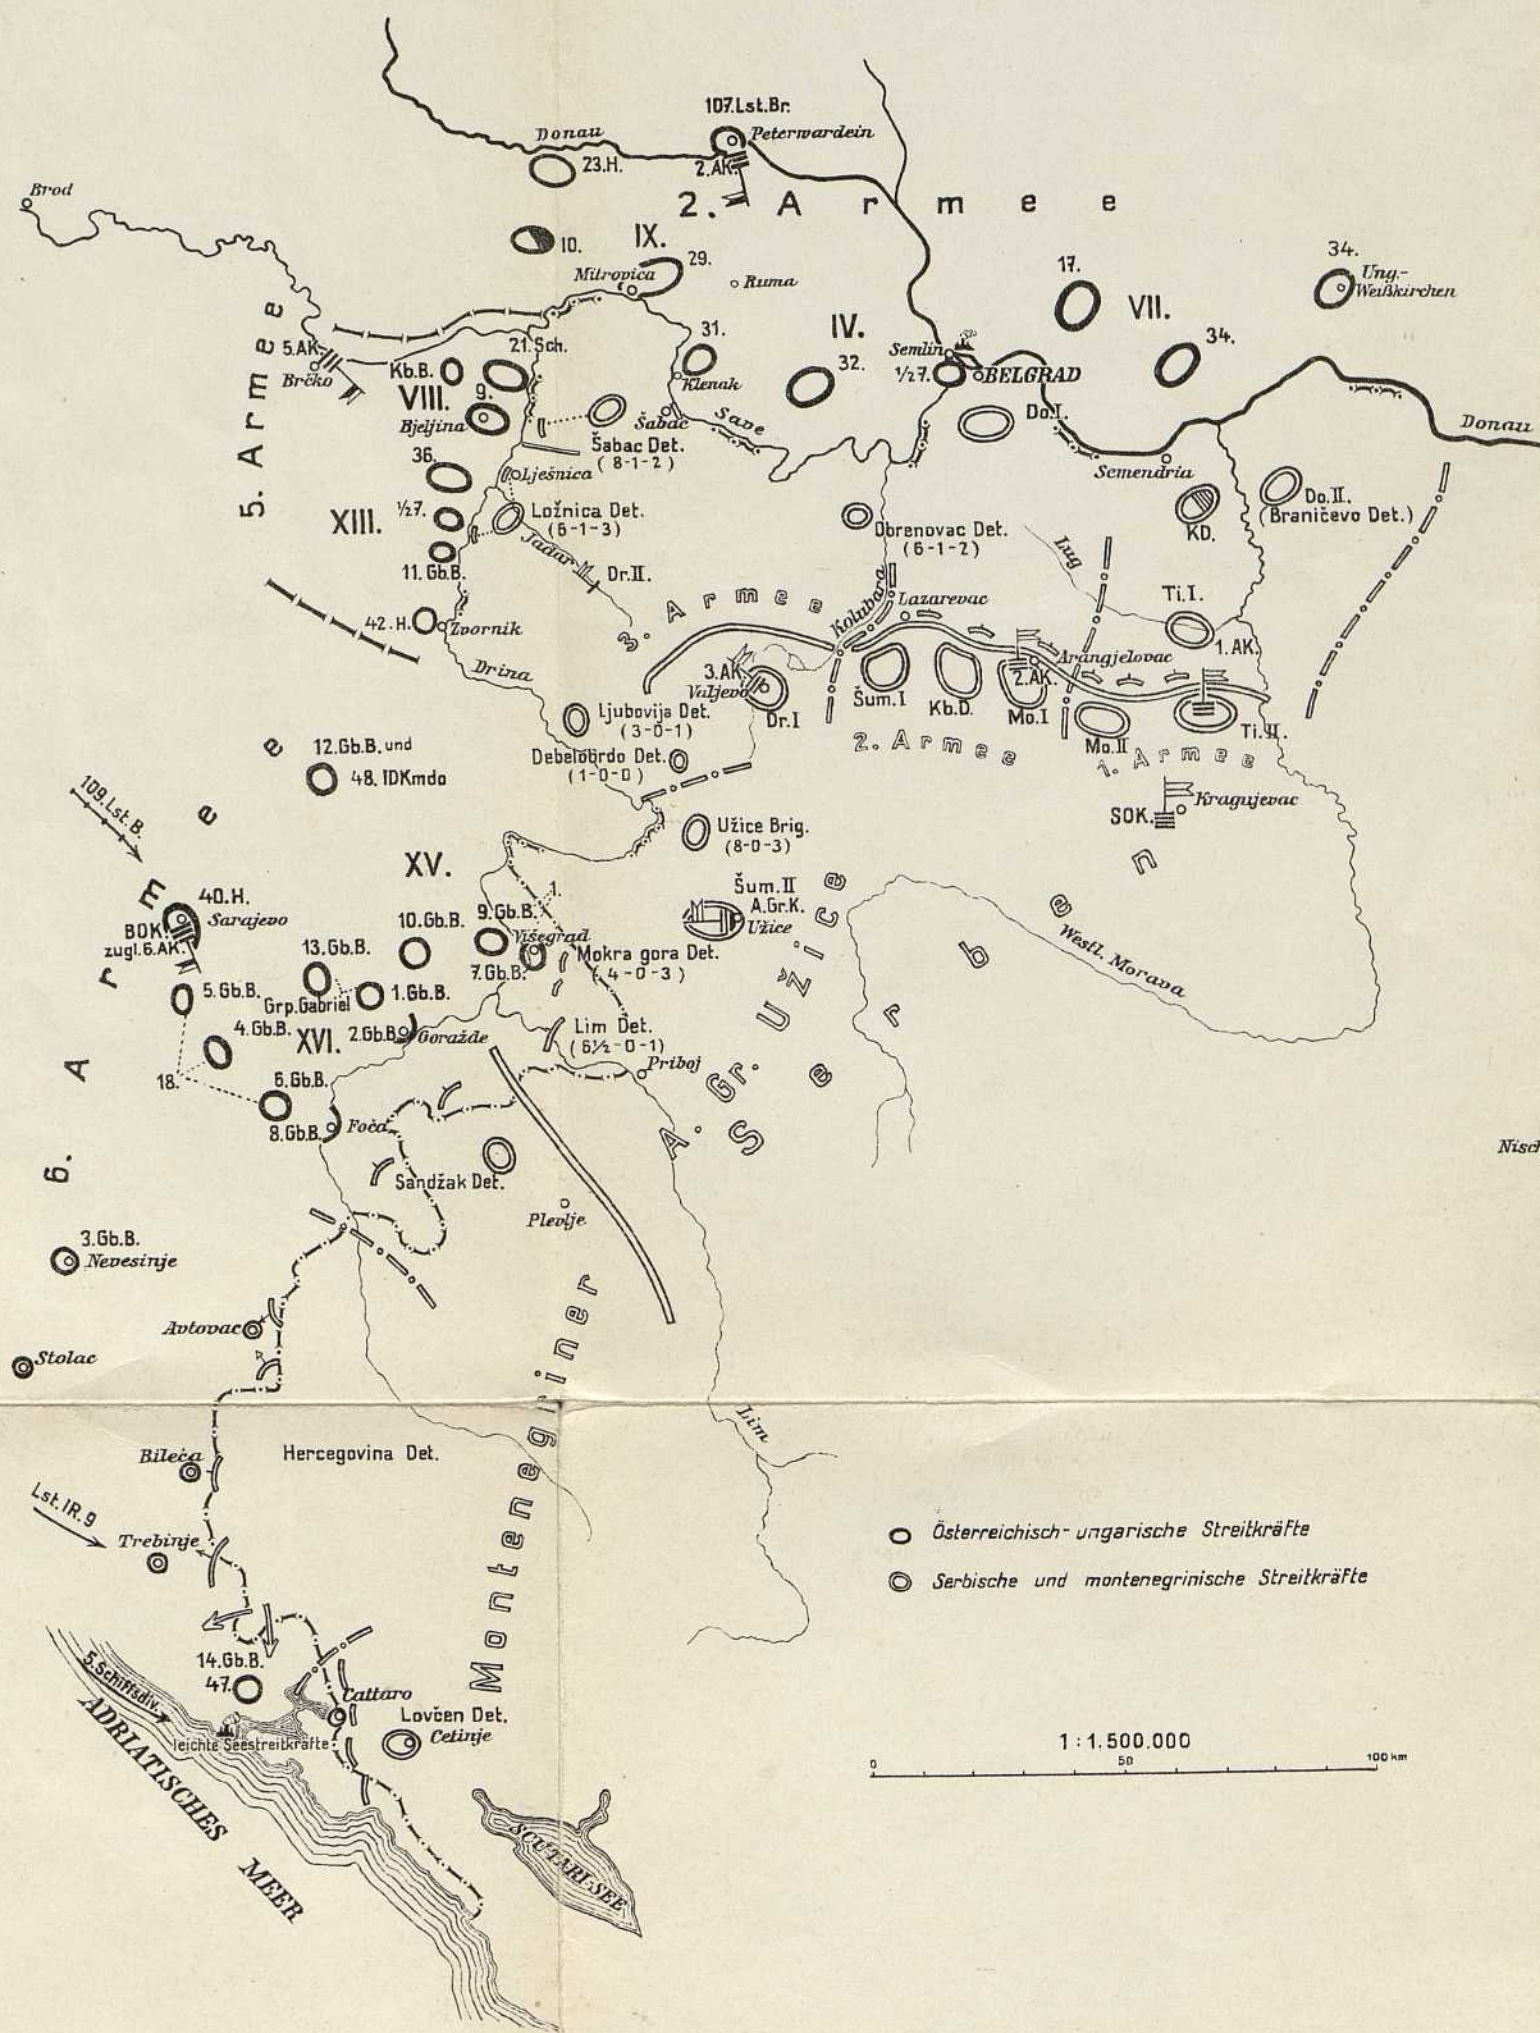 107.Lst.Br.
Donau
Peterwardein
23.H.
2.AK.
Brod
2. Armee
10.
IX.
29.
Mitrovica
Ruma
17.
VII.
34.
Ung.-
Weißkirchen
5. Armee
5.AK.
Brčko
Kb.B.
21.Sch.
VIII.
9.
Bjeljina
31.
Klenak
IV.
32.
Semlin
½7.
BELGRAD
34.
Donau
Šabac
Save
Šabac Det.
(8-1-2)
Do.I.
Semendria
36.
Lješnica
XIII.
½7.
Ložnica Det.
(6-1-3)
Jadar
Dr.II.
11.Gb.B.
Obrenovac Det.
(6-1-2)
Lug
KD.
Do.II.
(Braničevo Det.)
42.H.
Zvornik
Drina
3. Armee
Kolubara
Lazarevac
Ti.I.
1.AK.
Arangjelovac
3.AK.
Valjevo
Dr.I
Šum.I
Kb.D.
2.AK.
Mo.I
Mo.II
Ti.II.
2. Armee
1. Armee
Ljubovija Det.
(3-0-1)
Debelobrdo Det.
(1-0-0)
12.Gb.B. und
48.IDKmdo
109.Lst.B.
SOK.
Kragujevac
Užice Brig.
(8-0-3)
6. Armee
XV.
40.H.
Sarajevo
BOK.
zugl.6.AK.
1.
10.Gb.B.
9.Gb.B.
Višegrad
7.Gb.B.
Šum.II
A.Gr.K.
Užice
Mokra gora Det.
(4-0-3)
13.Gb.B.
Grp.Gabriel
1.Gb.B.
5.Gb.B.
4.Gb.B.
XVI.
2.Gb.B.
Goražde
Lim Det.
(6½-0-1)
Priboj
18.
6.Gb.B.
8.Gb.B.
Foča
A. Gr. Užice
Serben
Westl. Morava
Sandžak Det.
Plevlje
3.Gb.B.
Nevesinje
Avtovac
Stolac
Bileća
Hercegovina Det.
Montenegriner
Lim
Lst.IR.9
Trebinje
14.Gb.B.
47.
5.Schiffsdiv.
leichte Seestreitkräfte
Cattaro
Lovčen Det.
Cetinje
ADRIATISCHES
MEER
SCUTARI-SEE
Österreichisch-ungarische Streitkräfte
Serbische und montenegrinische Streitkräfte
1:1,500.000
0 50 100 km